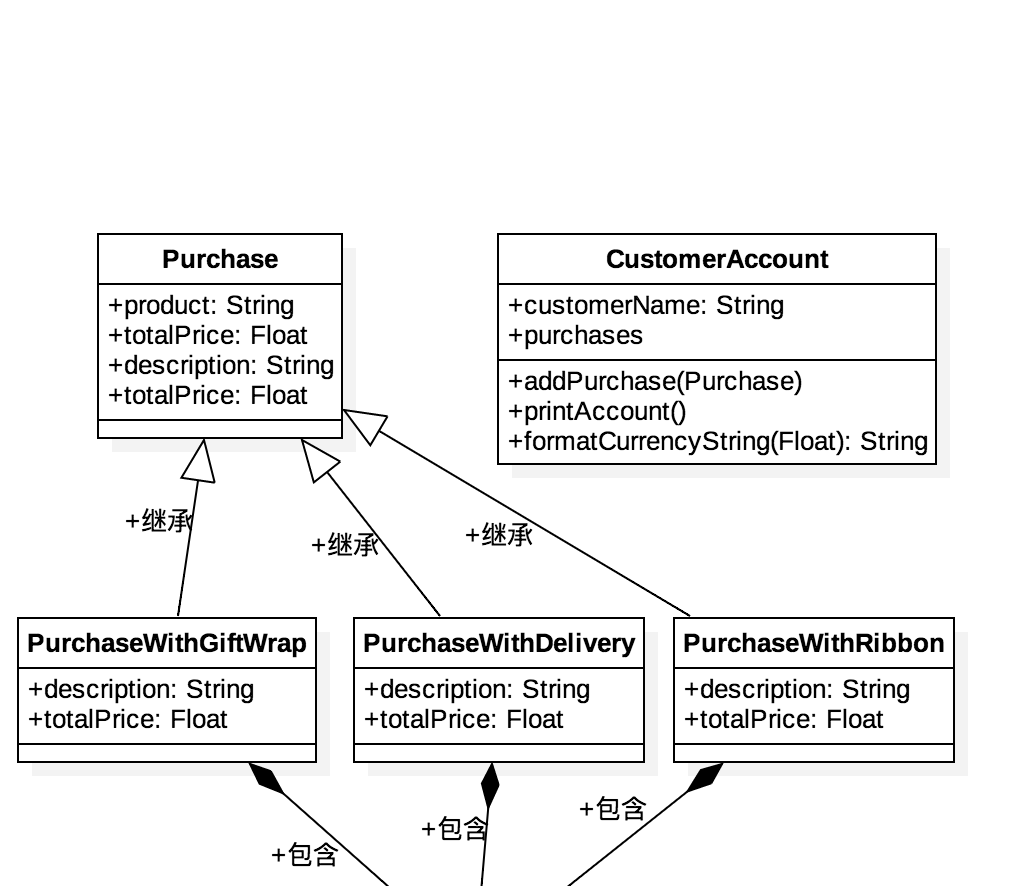 Purchase
+product: String
+totalPrice: Float
+description: String
+totalPrice: Float
CustomerAccount
+customerName: String
+purchases
+addPurchase(Purchase)
+printAccount()
+formatCurrencyString(Float): String
+继承
+继承
+继承
PurchaseWithGiftWrap
+description: String
+totalPrice: Float
PurchaseWithDelivery
+description: String
+totalPrice: Float
PurchaseWithRibbon
+description: String
+totalPrice: Float
+包含
+包含
+包含